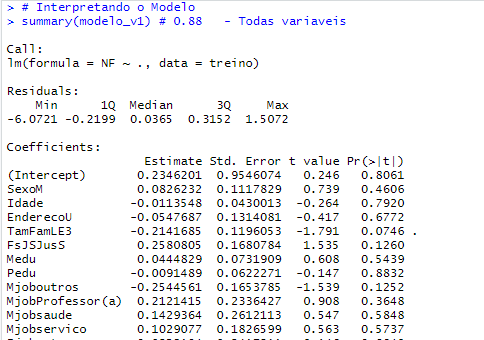 > # Interpretando o Modelo
> summary(modelo_v1) # 0.88   - Todas variaveis
Call:
lm(formula = NF ~ ., data = treino)
Residuals:
    Min      1Q  Median      3Q     Max
-6.0721 -0.2199  0.0365  0.3152  1.5072
Coefficients:
                    Estimate Std. Error t value Pr(>|t|)
(Intercept)        0.2346201  0.9546074   0.246   0.8061
SexoM              0.0826232  0.1117829   0.739   0.4606
Idade             -0.0113548  0.0430013  -0.264   0.7920
EnderecoU         -0.0547687  0.1314081  -0.417   0.6772
TamFamLE3         -0.2141685  0.1196053  -1.791   0.0746 .
FsJSJusS           0.2580805  0.1680784   1.535   0.1260
Medu               0.0444829  0.0731909   0.608   0.5439
Pedu              -0.0091489  0.0622271  -0.147   0.8832
Mjoboutros        -0.2544561  0.1653785  -1.539   0.1252
MjobProfessor(a)   0.2121415  0.2336427   0.908   0.3648
Mjobsaude          0.1429364  0.2612113   0.547   0.5848
Mjobservico        0.1029077  0.1826599   0.563   0.5737